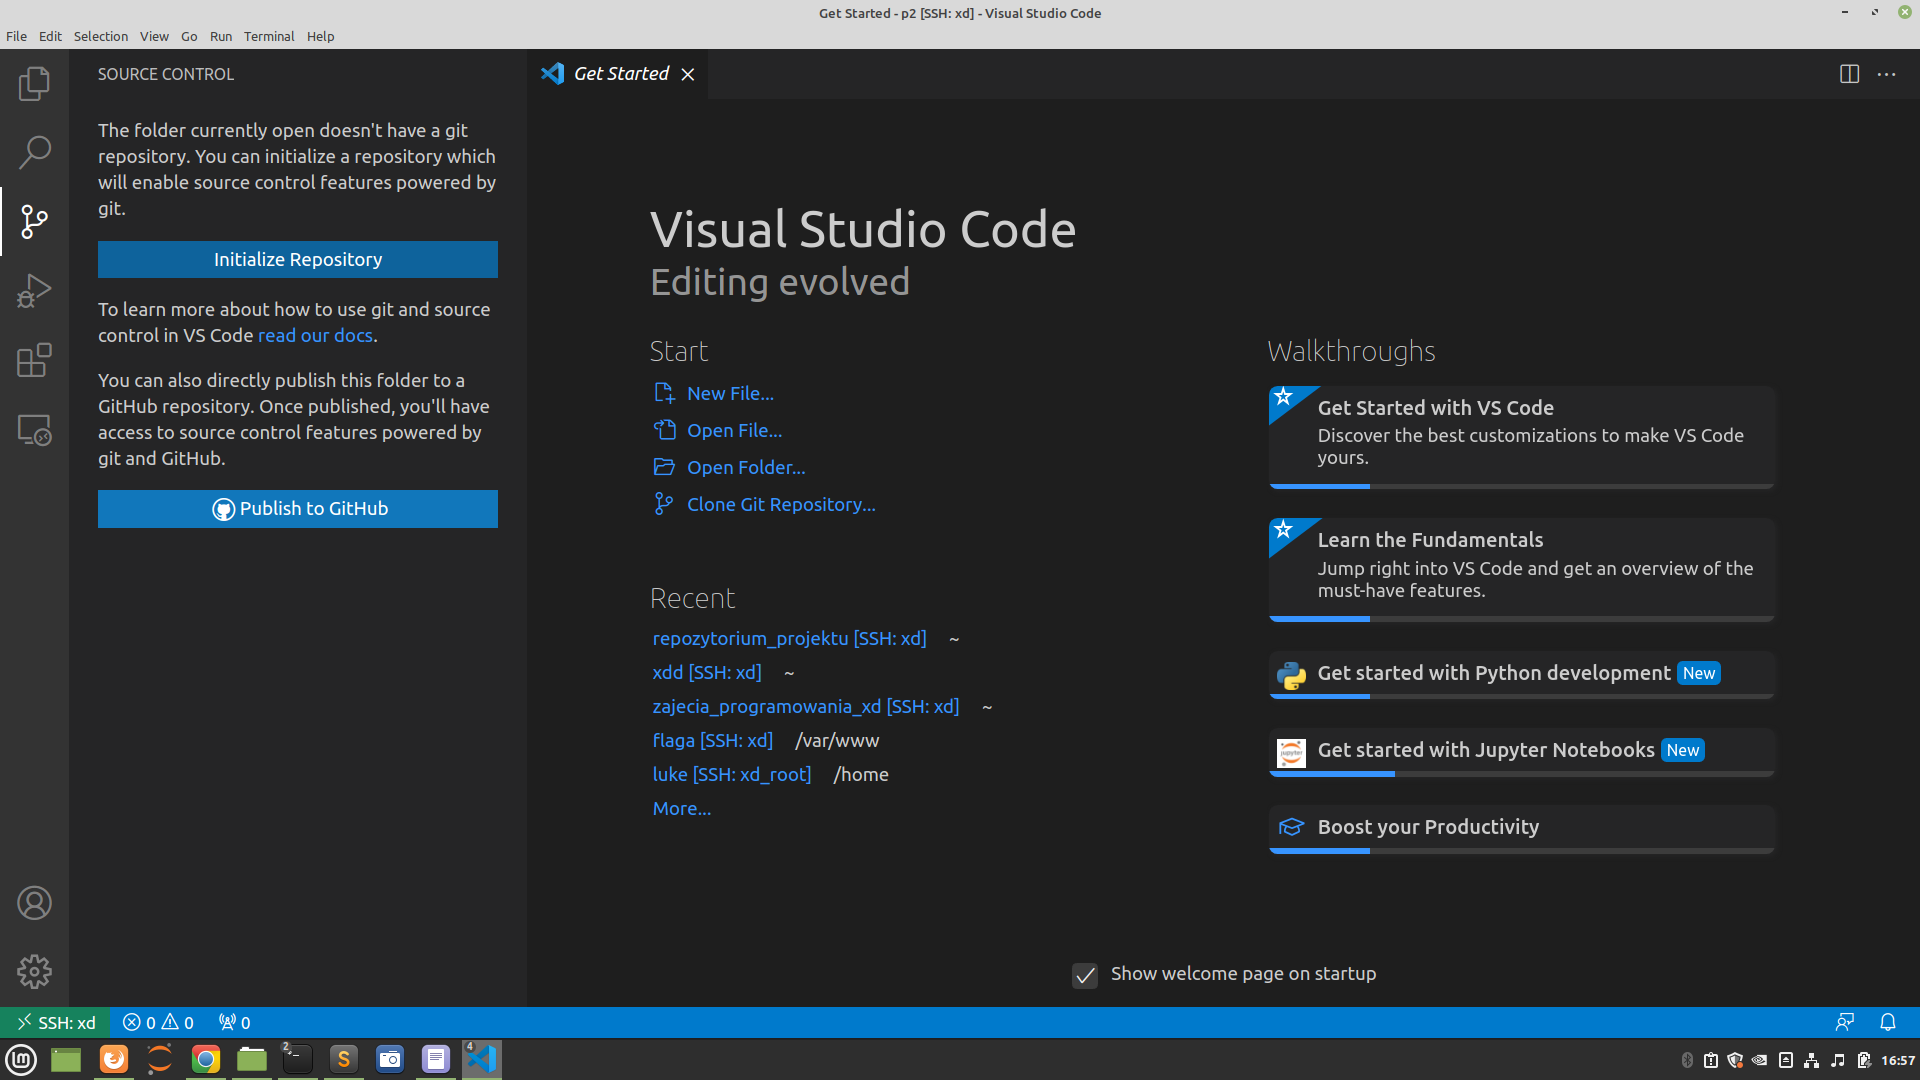 Get Started - p2 [SSH: xd] - Visual Studio Code
File Edit Selection View Go Run Terminal Help
SOURCE CONTROL
The folder currently open doesn't have a git
repository. You can initialize a repository which
will enable source control features powered by
git.
Initialize Repository
To learn more about how to use git and source
control in VS Code read our docs.
You can also directly publish this folder to a
GitHub repository. Once published, you'll have
access to source control features powered by
git and GitHub.
Publish to GitHub
Get Started
Visual Studio Code
Editing evolved
Start
New File...
Open File...
Open Folder...
Clone Git Repository...
Recent
repozytorium_projektu [SSH: xd] ~
xdd [SSH: xd] ~
zajecia_programowania_xd [SSH: xd] ~
flaga [SSH: xd] /var/www
luke [SSH: xd_root] /home
More...
Walkthroughs
Get Started with VS Code
Discover the best customizations to make VS Code
yours.
Learn the Fundamentals
Jump right into VS Code and get an overview of the
must-have features.
Get started with Python development New
jupyter
Get started with Jupyter Notebooks New
Boost your Productivity
Show welcome page on startup
SSH: xd 0 0 0
2 4 16:57